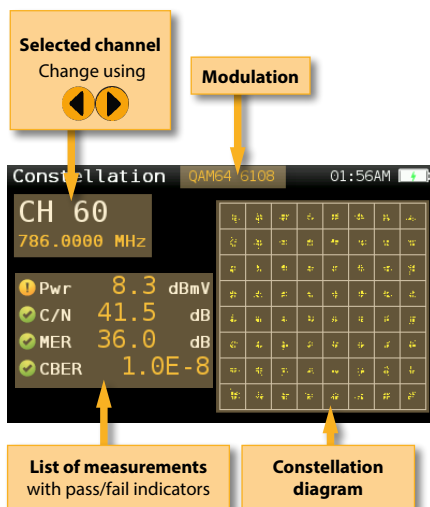 Selected channel
Change using
Modulation
Constellation QAM64 6108 01:56AM
CH 60
786.0000 MHz
Pwr 8.3 dBmV
C/N 41.5 dB
MER 36.0 dB
CBER 1.0E-8
List of measurements
with pass/fail indicators
Constellation
diagram